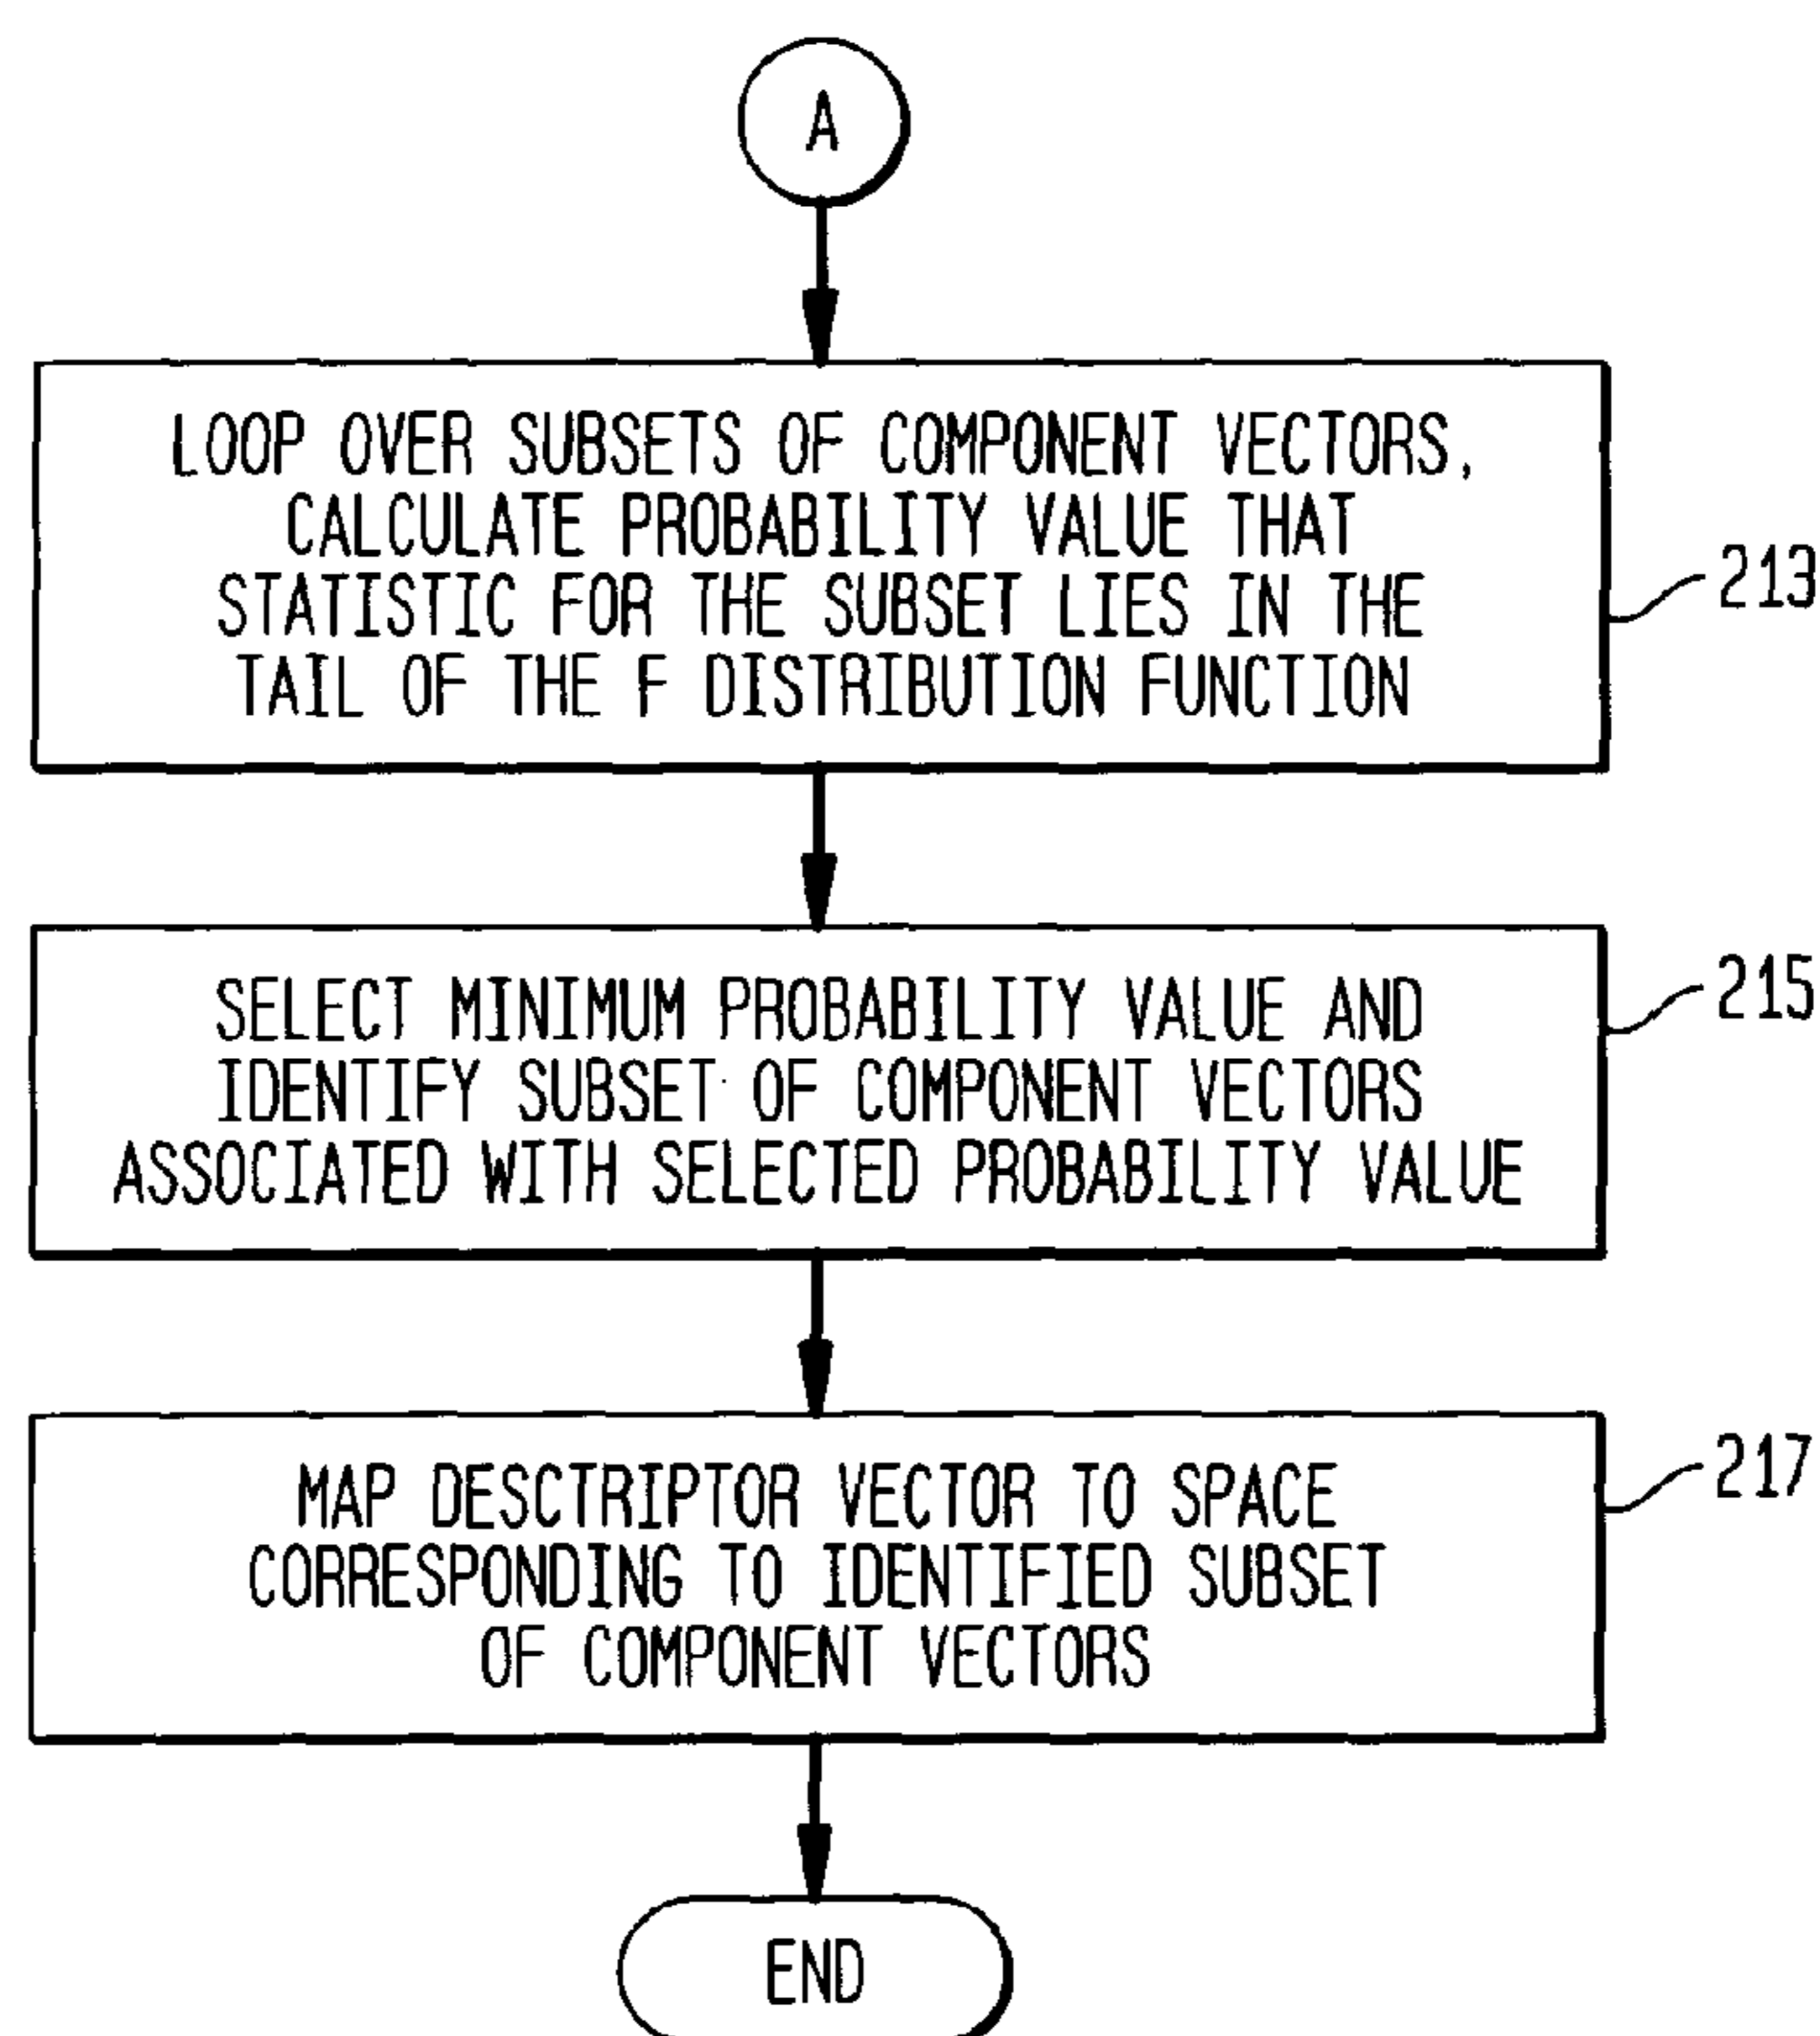 A
LOOP OVER SUBSETS OF COMPONENT VECTORS,
CALCULATE PROBABILITY VALUE THAT
STATISTIC FOR THE SUBSET LIES IN THE
TAIL OF THE F DISTRIBUTION FUNCTION
213
SELECT MINIMUM PROBABILITY VALUE AND
IDENTIFY SUBSET OF COMPONENT VECTORS
ASSOCIATED WITH SELECTED PROBABILITY VALUE
215
MAP DESCTRIPTOR VECTOR TO SPACE
CORRESPONDING TO IDENTIFIED SUBSET
OF COMPONENT VECTORS
217
END